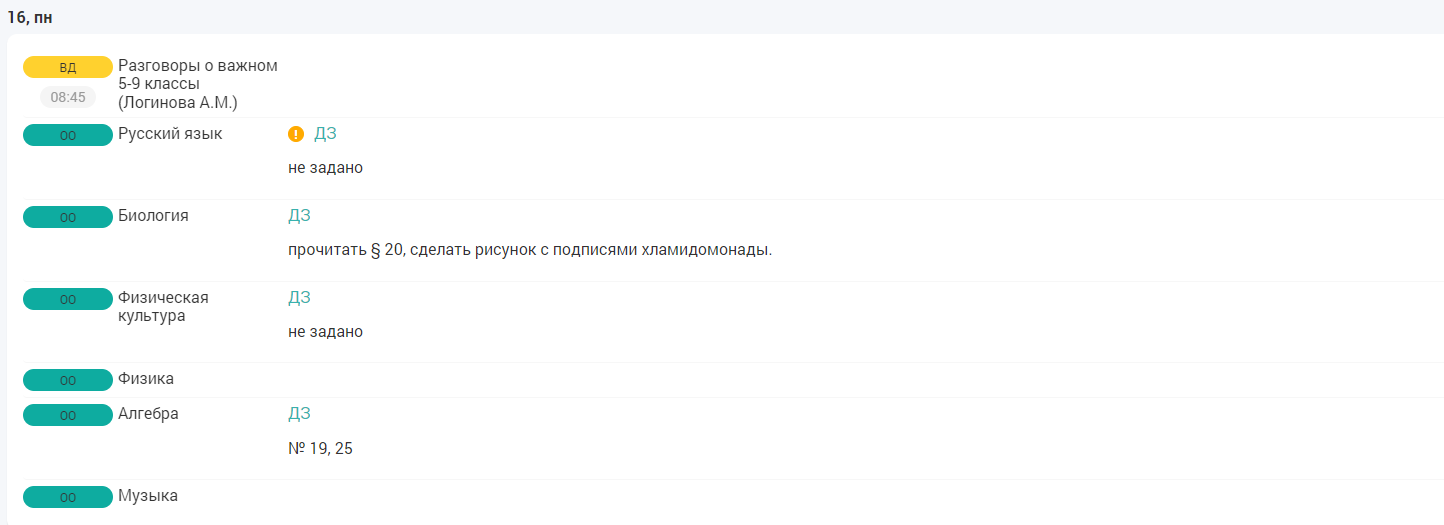 16, пн
ВД
Разговоры о важном
5-9 классы
(Логинова А.М.)
08:45
ОО
Русский язык
ДЗ
не задано
ОО
Биология
ДЗ
прочитать § 20, сделать рисунок с подписями хламидомонады.
ОО
Физическая
культура
ДЗ
не задано
ОО
Физика
ОО
Алгебра
ДЗ
№ 19, 25
ОО
Музыка